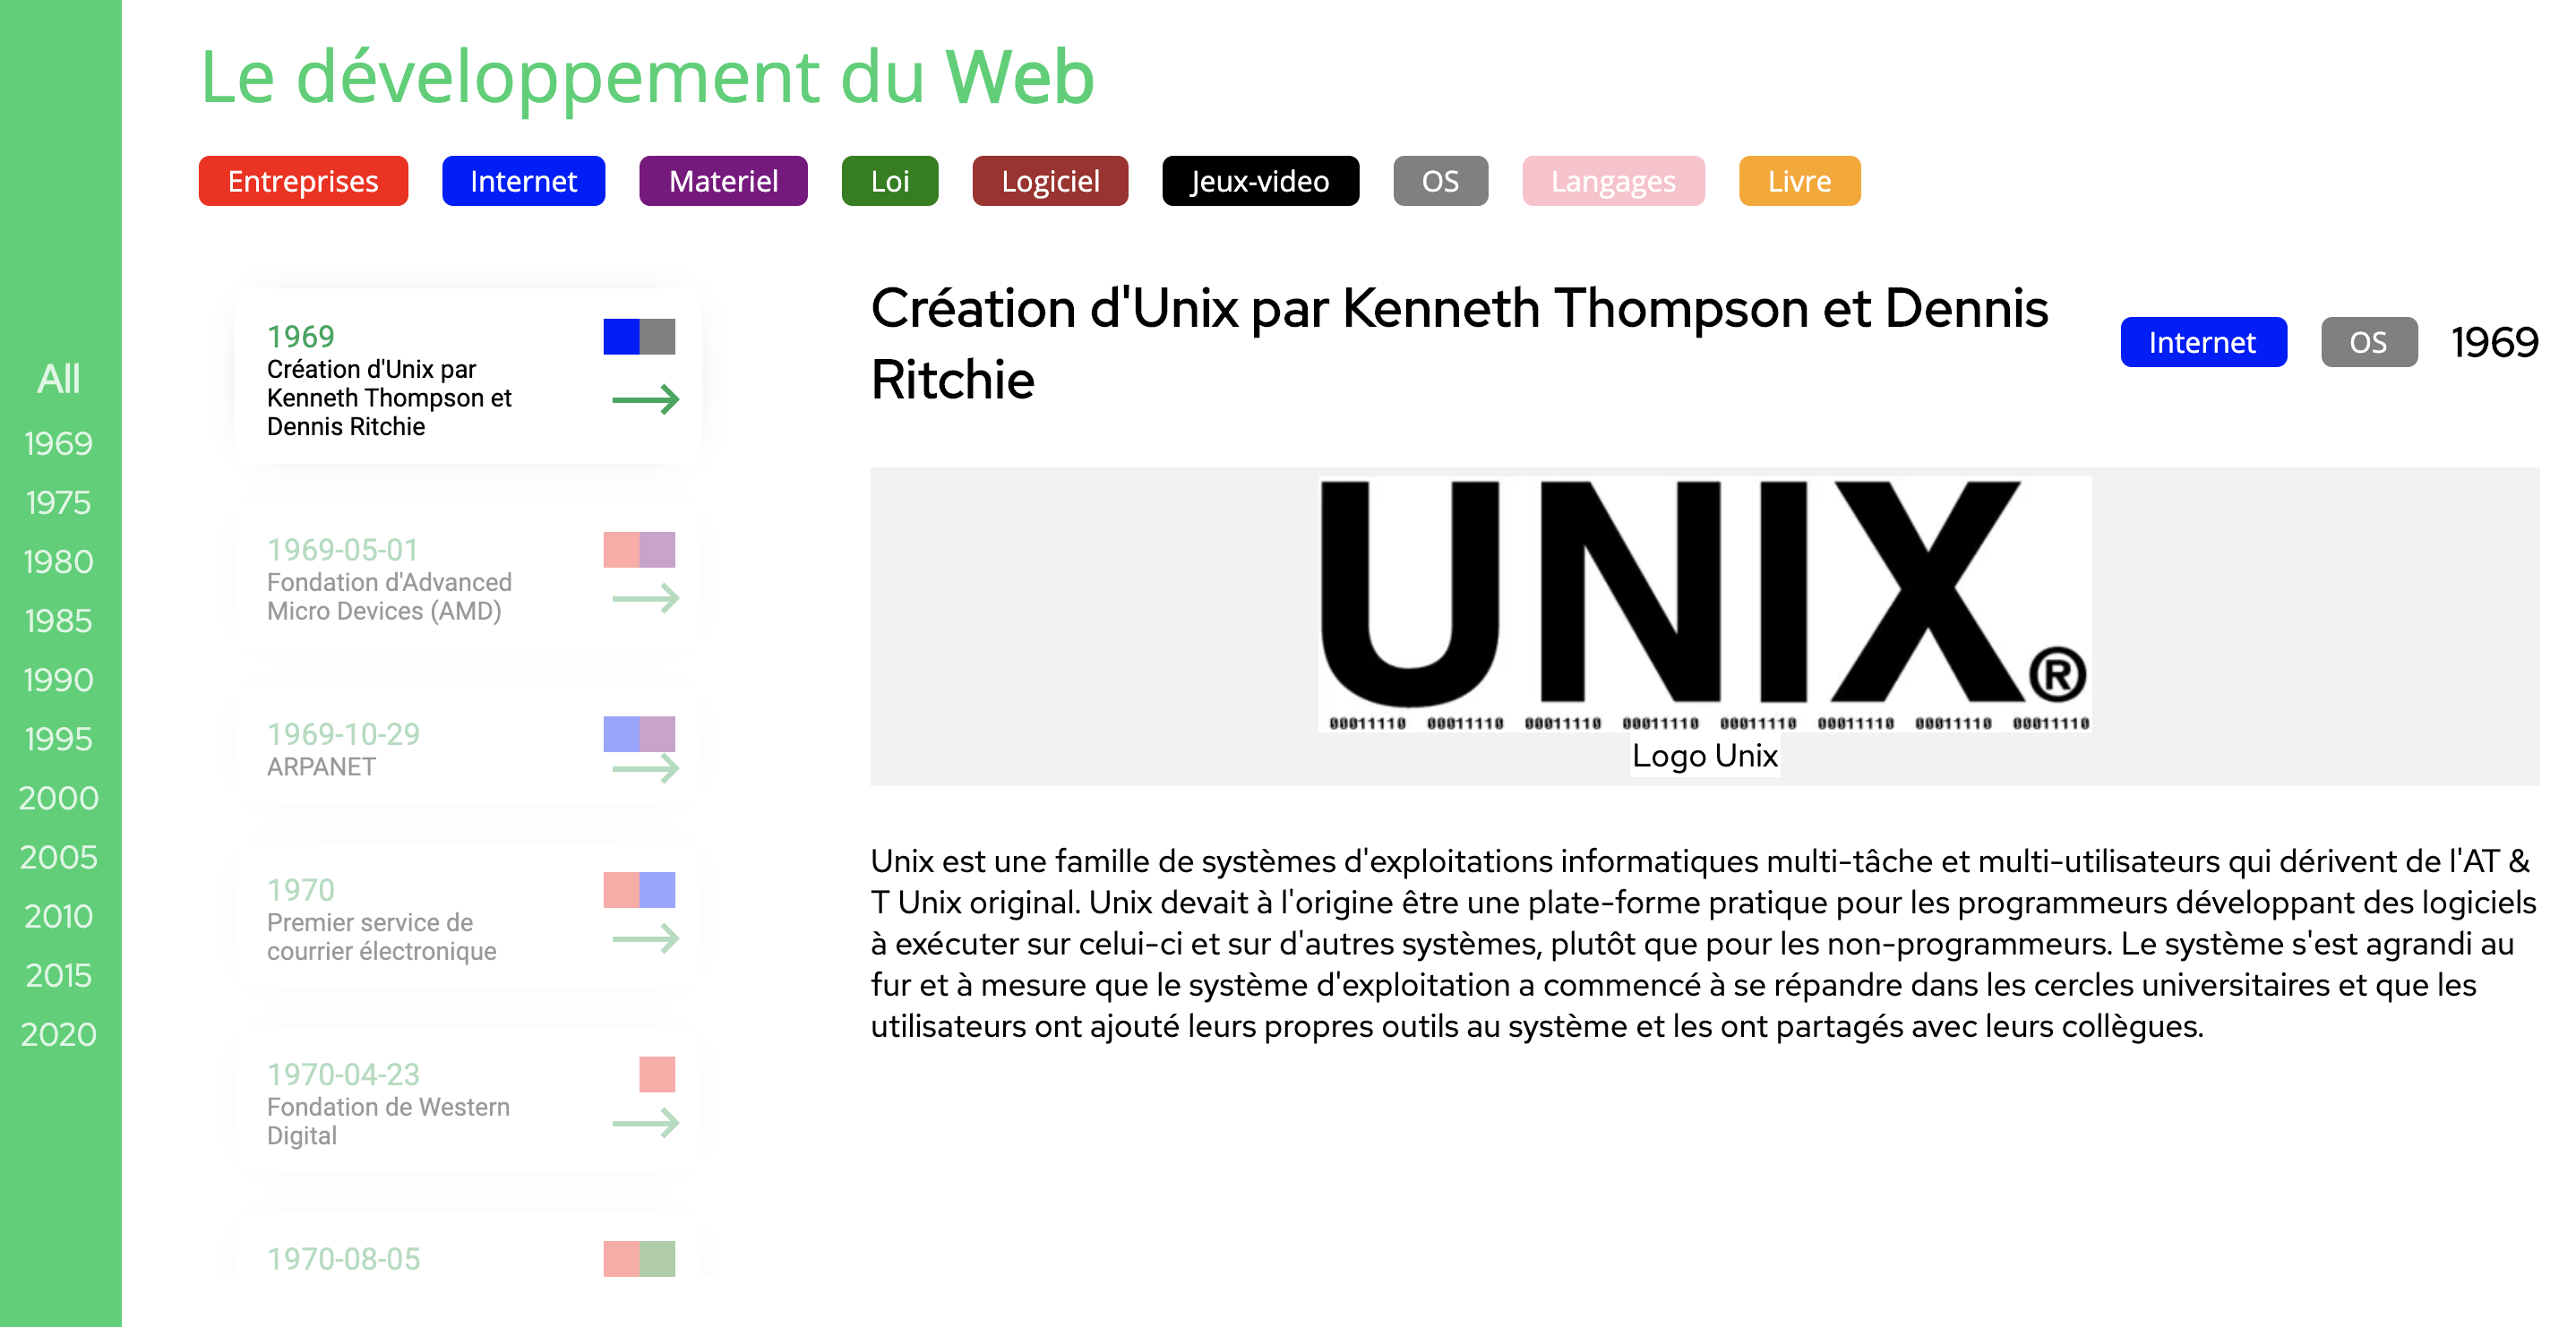 Le développement du Web
Entreprises
Internet
Materiel
Loi
Logiciel
Jeux-video
OS
Langages
Livre
All
1969
1975
1980
1985
1990
1995
2000
2005
2010
2015
2020
1969
Création d'Unix par
Kenneth Thompson et
Dennis Ritchie
1969-05-01
Fondation d'Advanced
Micro Devices (AMD)
1969-10-29
ARPANET
1970
Premier service de
courrier électronique
1970-04-23
Fondation de Western
Digital
1970-08-05
Création d'Unix par Kenneth Thompson et Dennis
Ritchie
Internet
OS
1969
UNIX®
00011110 00011110 00011110 00011110 00011110 00011110 00011110 00011110
Logo Unix
Unix est une famille de systèmes d'exploitations informatiques multi-tâche et multi-utilisateurs qui dérivent de l'AT &
T Unix original. Unix devait à l'origine être une plate-forme pratique pour les programmeurs développant des logiciels
à exécuter sur celui-ci et sur d'autres systèmes, plutôt que pour les non-programmeurs. Le système s'est agrandi au
fur et à mesure que le système d'exploitation a commencé à se répandre dans les cercles universitaires et que les
utilisateurs ont ajouté leurs propres outils au système et les ont partagés avec leurs collègues.